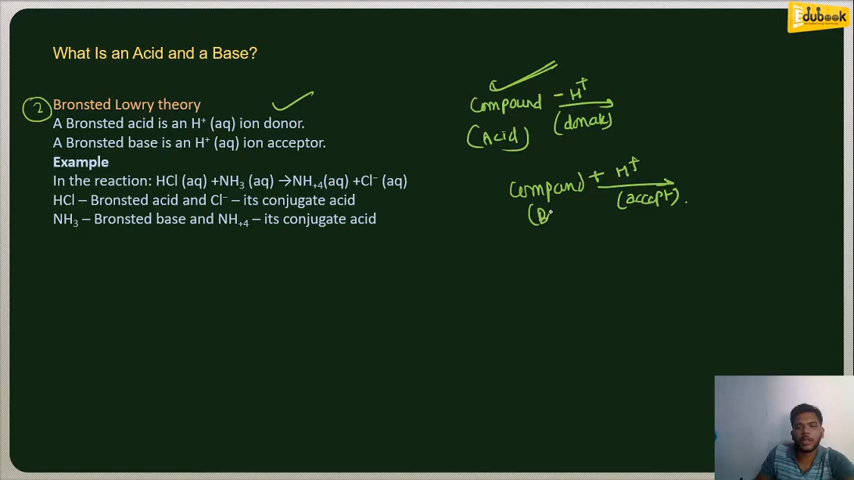 Edubook
What Is an Acid and a Base?
2 Bronsted Lowry theory
A Bronsted acid is an H⁺ (aq) ion donor.
A Bronsted base is an H⁺ (aq) ion acceptor.
Example
In the reaction: HCl (aq) +NH₃ (aq) →NH₊₄(aq) +Cl⁻ (aq)
HCl – Bronsted acid and Cl⁻ – its conjugate acid
NH₃ – Bronsted base and NH₊₄ – its conjugate acid
Compound - H⁺
(Acid) (donate)
Compound + H⁺
(B (accept).